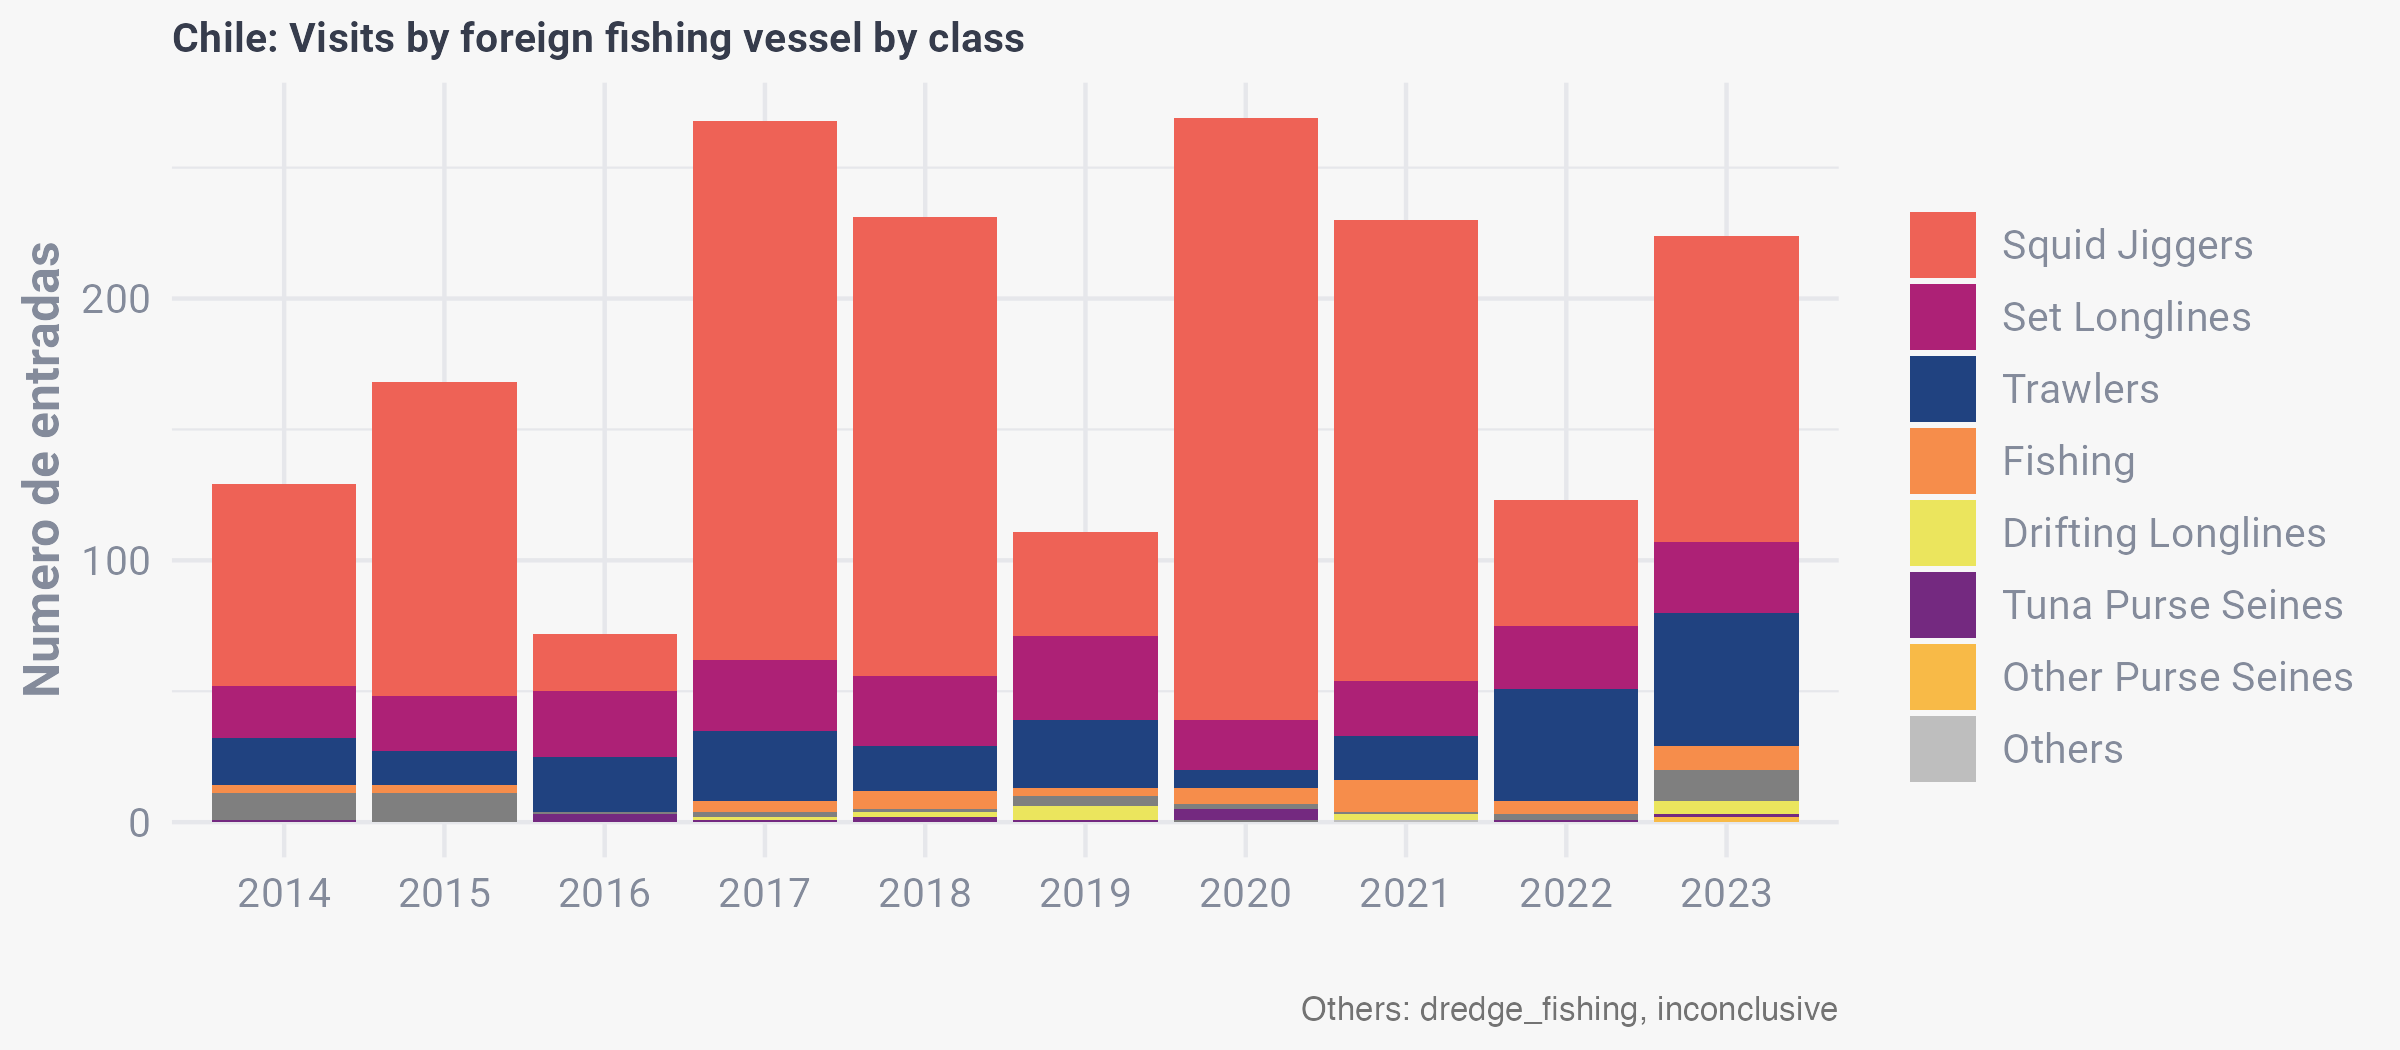 Chile: Visits by foreign fishing vessel by class
Numero de entradas
200
100
0
2014 2015 2016 2017 2018 2019 2020 2021 2022 2023
Squid Jiggers
Set Longlines
Trawlers
Fishing
Drifting Longlines
Tuna Purse Seines
Other Purse Seines
Others
Others: dredge_fishing, inconclusive